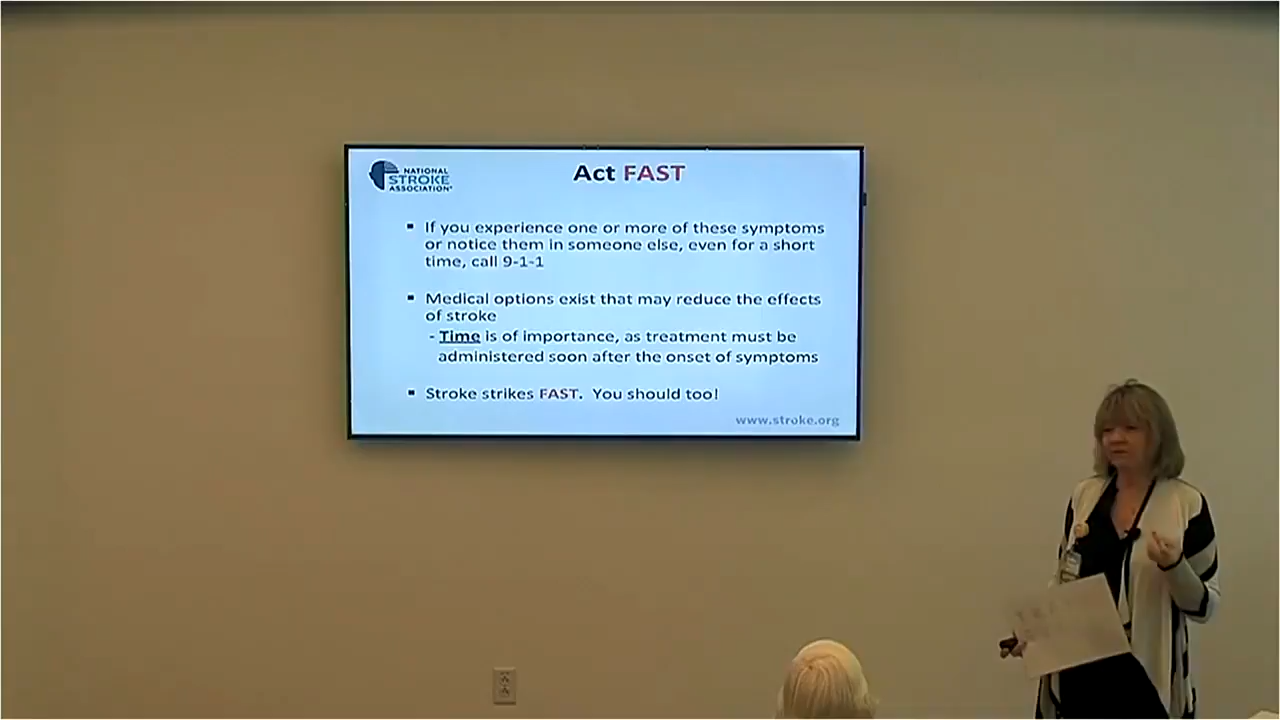 NATIONAL
STROKE
ASSOCIATION®
Act FAST
▪ If you experience one or more of these symptoms
or notice them in someone else, even for a short
time, call 9-1-1
▪ Medical options exist that may reduce the effects
of stroke
- Time is of importance, as treatment must be
administered soon after the onset of symptoms
▪ Stroke strikes FAST. You should too!
www.stroke.org